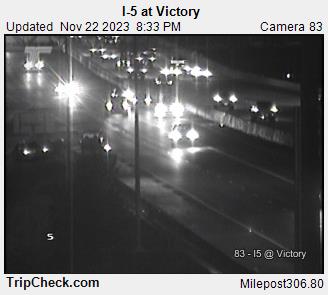 I-5 at Victory
Updated Nov 22 2023 8:33 PM Camera 83
S
83 - I5 @ Victory
TripCheck.com Milepost306.80